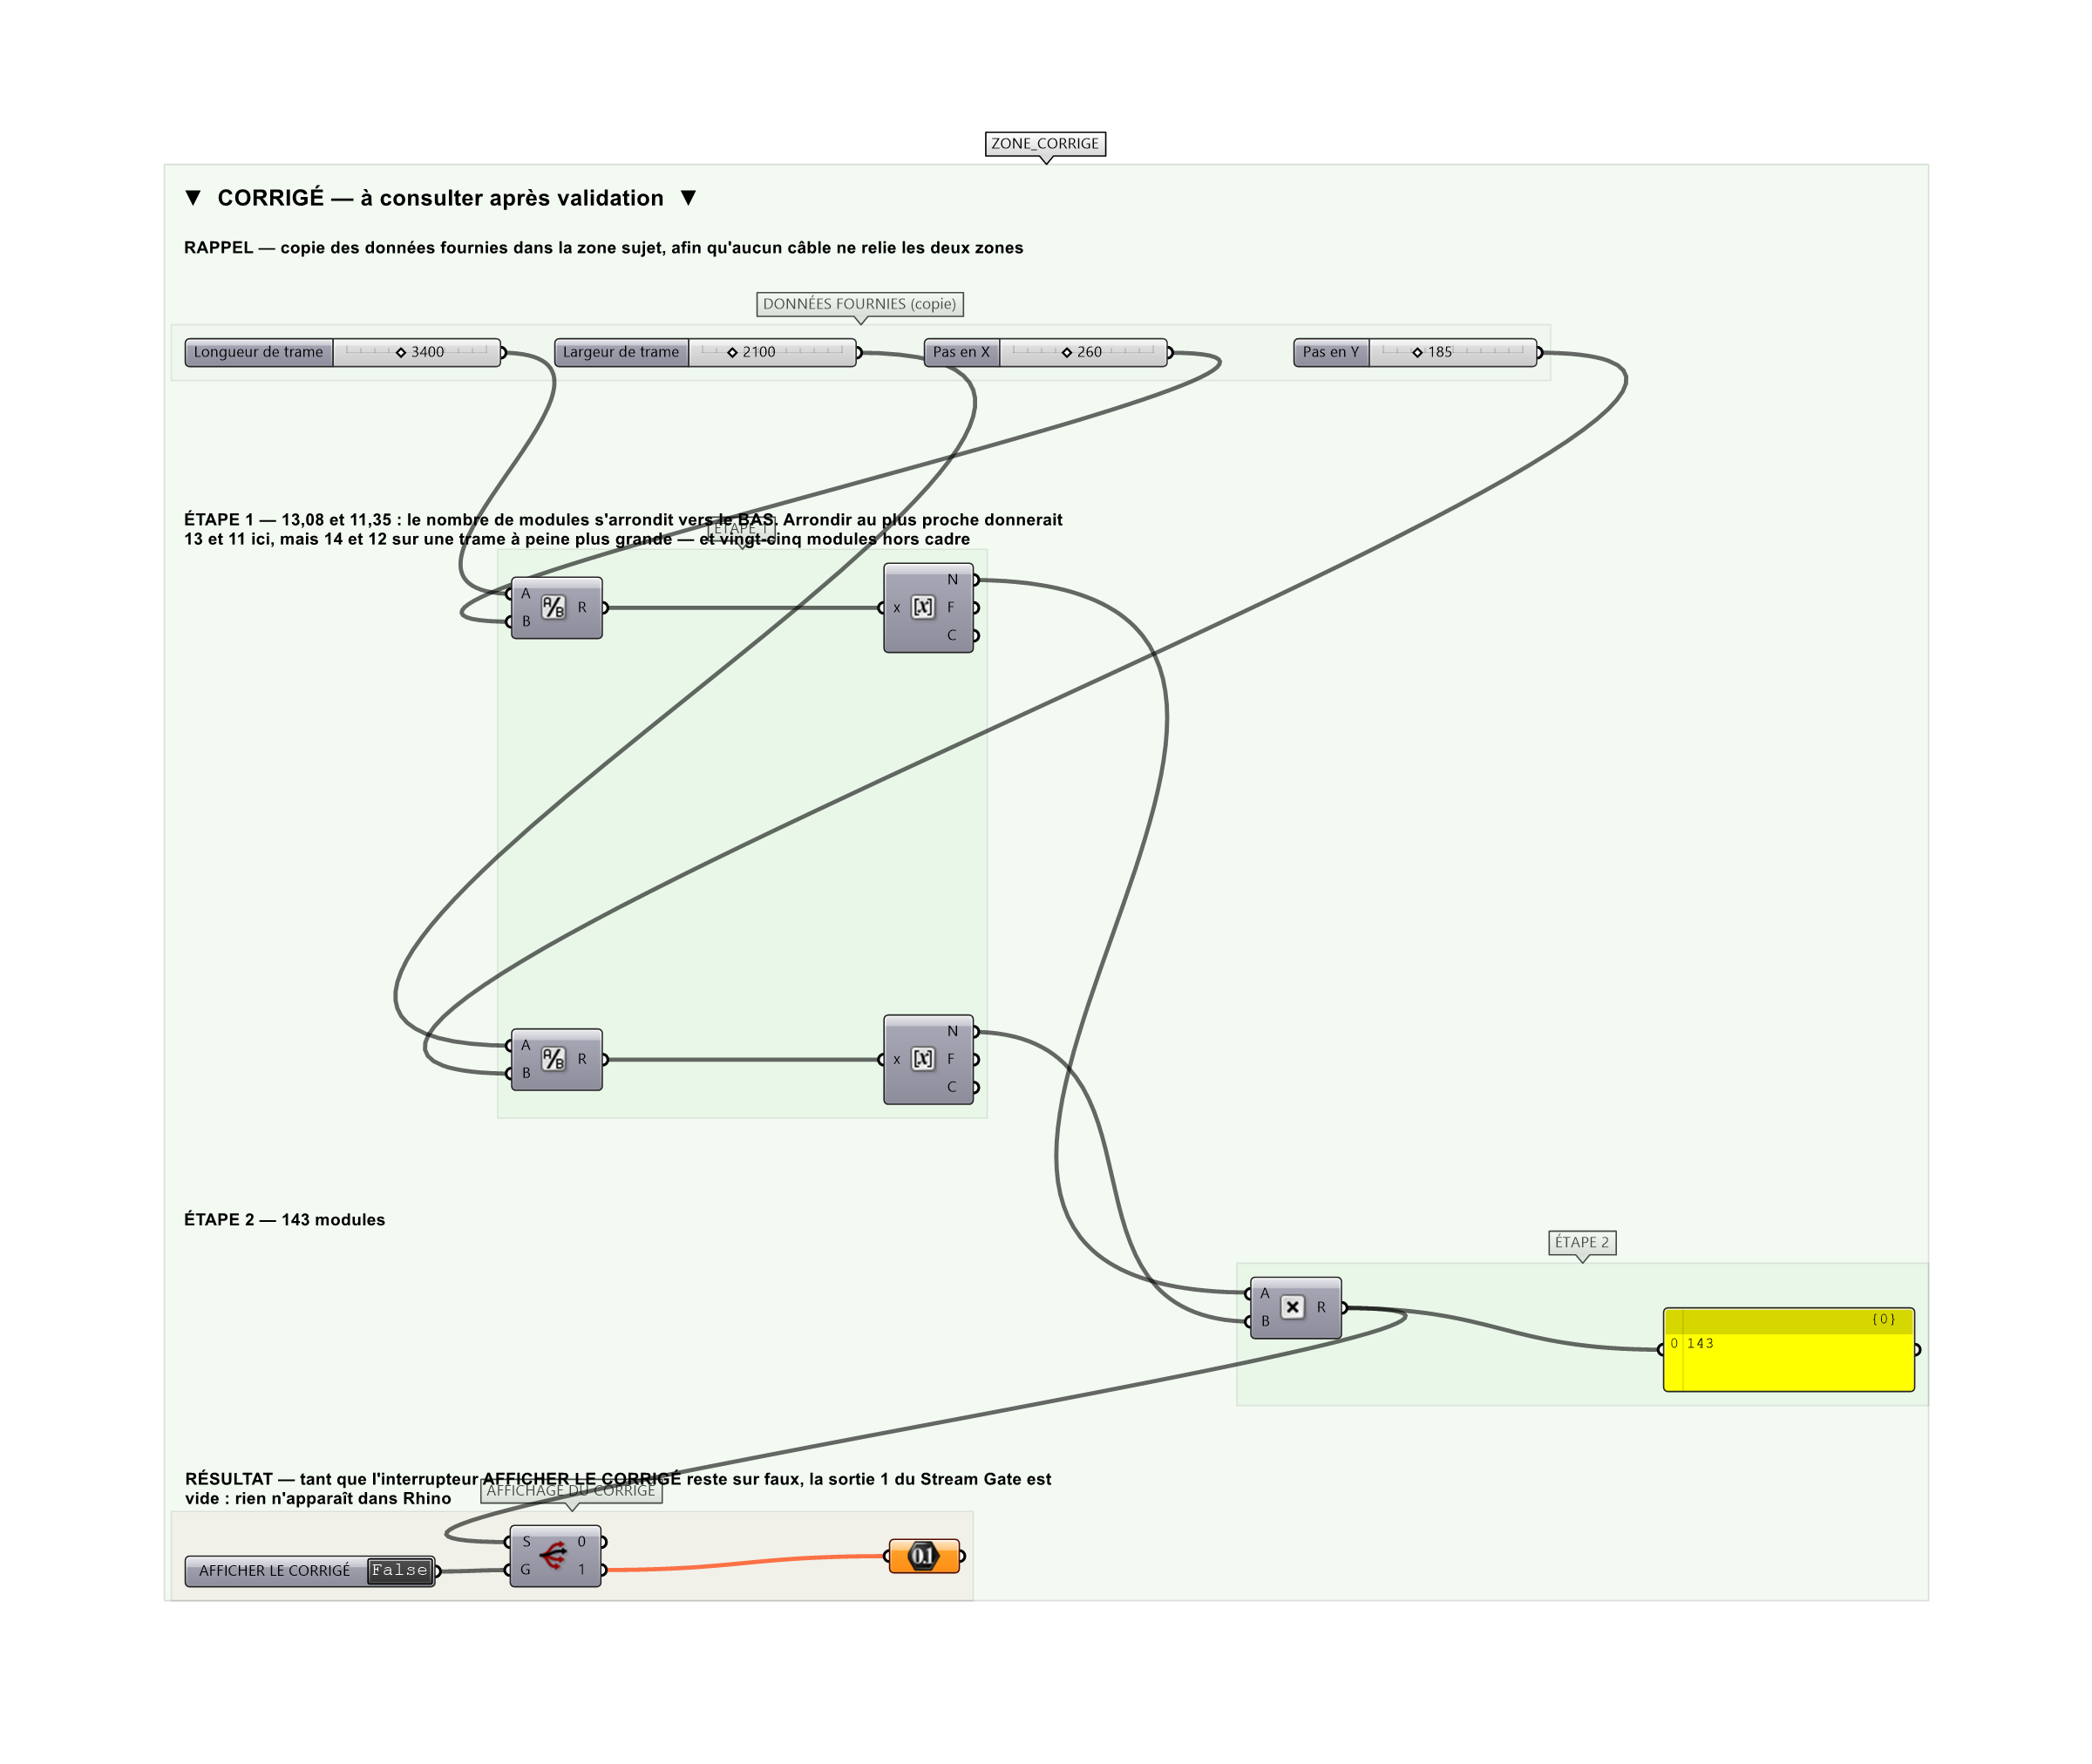 ZONE_CORRIGE
▼ CORRIGÉ — à consulter après validation ▼
RAPPEL — copie des données fournies dans la zone sujet, afin qu'aucun câble ne relie les deux zones
DONNÉES FOURNIES (copie)
Longueur de trame 3400
Largeur de trame 2100
Pas en X 260
Pas en Y 185
ÉTAPE 1 — 13,08 et 11,35 : le nombre de modules s'arrondit vers le BAS. Arrondir au plus proche donnerait
13 et 11 ici, mais 14 et 12 sur une trame à peine plus grande — et vingt-cinq modules hors cadre
ÉTAPE 1
A
B
A/B
R
x
[x]
N
F
C
A
B
A/B
R
x
[x]
N
F
C
ÉTAPE 2 — 143 modules
ÉTAPE 2
A
B
×
R
{0}
0 143
RÉSULTAT — tant que l'interrupteur AFFICHER LE CORRIGÉ reste sur faux, la sortie 1 du Stream Gate est
vide : rien n'apparaît dans Rhino
AFFICHAGE DU CORRIGÉ
AFFICHER LE CORRIGÉ False
S 0
G 1
0.1